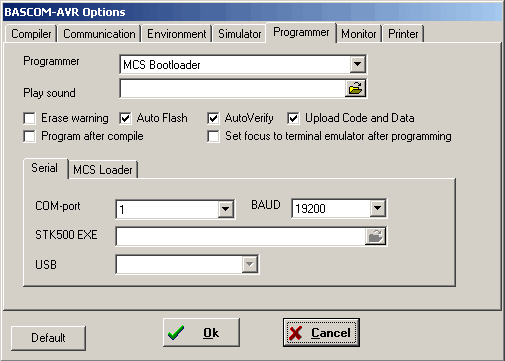 BASCOM-AVR Options
Compiler Communication Environment Simulator Programmer Monitor Printer
Programmer MCS Bootloader
Play sound
Erase warning Auto Flash AutoVerify Upload Code and Data
Program after compile Set focus to terminal emulator after programming
Serial MCS Loader
COM-port 1 BAUD 19200
STK500 EXE
USB
Default Ok Cancel